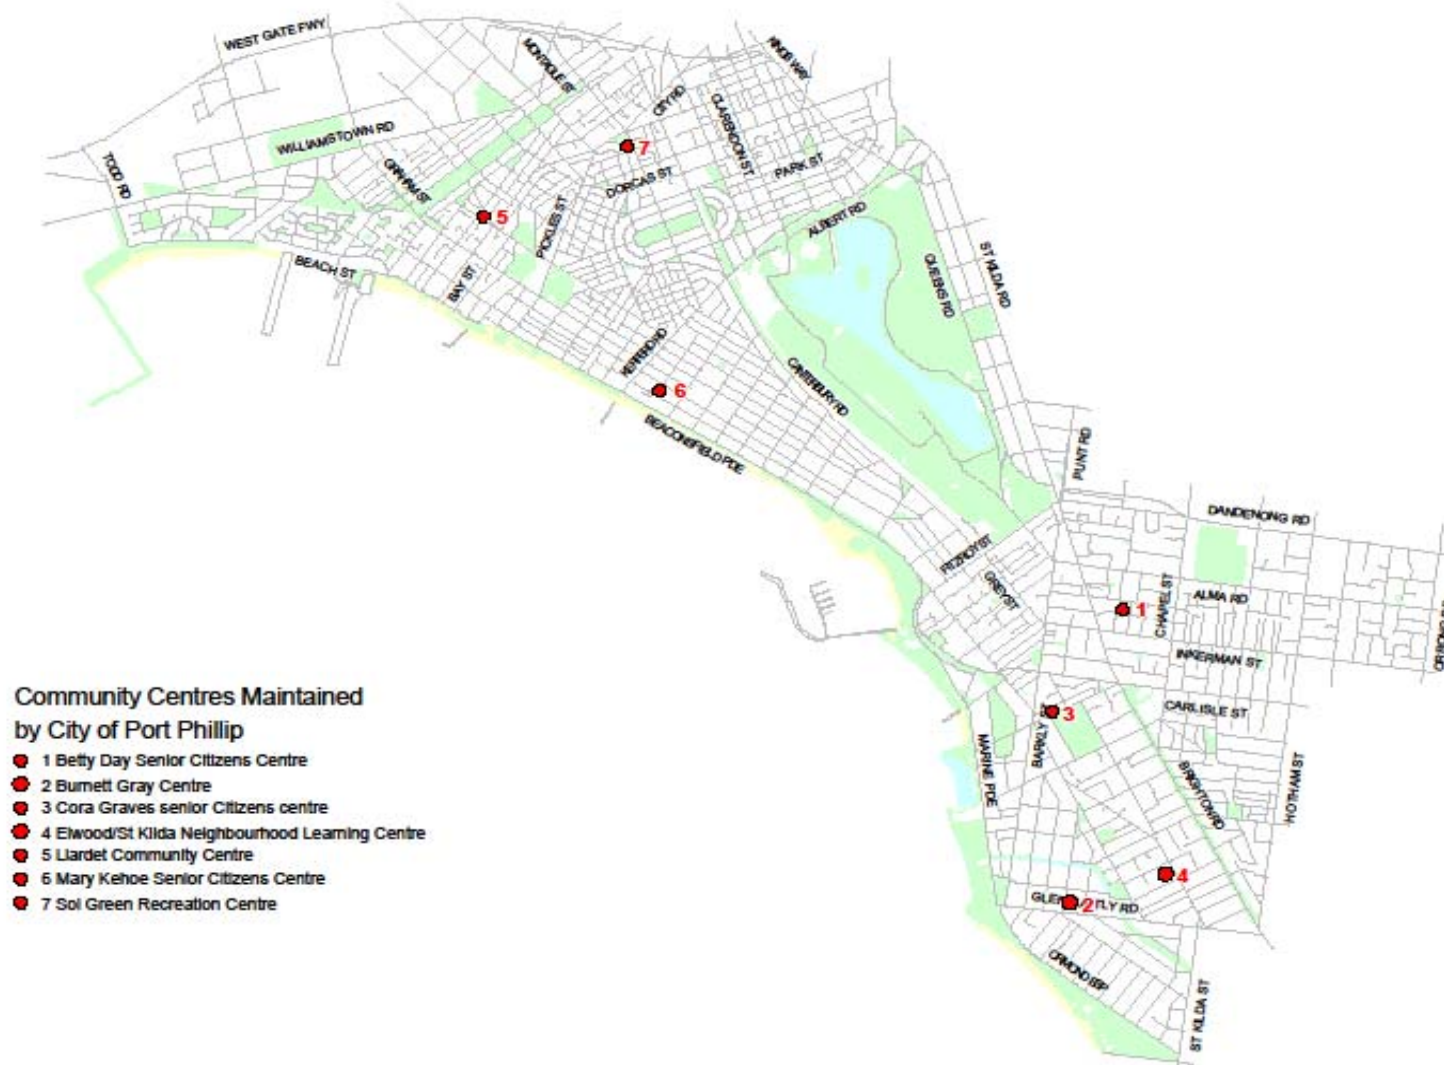 WEST GATE FWY
MONTAGUE ST
KINGS WAY
CITY RD
CLARENDON ST
WILLIAMSTOWN RD
TODD RD
GRAHAM ST
7
DORCAS ST
PARK ST
5
PICKLES ST
ALBERT RD
BEACH ST
BAY ST
QUEENS RD
ST KILDA RD
KERFERD RD
6
CANTERBURY RD
BEACONSFIELD PDE
PUNT RD
DANDENONG RD
FITZROY ST
GREY ST
1
CHAPEL ST
ALMA RD
INKERMAN ST
ORRONG RD
3
BARKLY ST
CARLISLE ST
MARINE PDE
BRIGHTON RD
HOTHAM ST
4
2
ORMOND ESP
ST KILDA ST
Community Centres Maintained
by City of Port Phillip
1 Betty Day Senior Citizens Centre
2 Burnett Gray Centre
3 Cora Graves senior Citizens centre
4 Elwood/St Kilda Neighbourhood Learning Centre
5 Liardet Community Centre
6 Mary Kehoe Senior Citizens Centre
7 Sol Green Recreation Centre